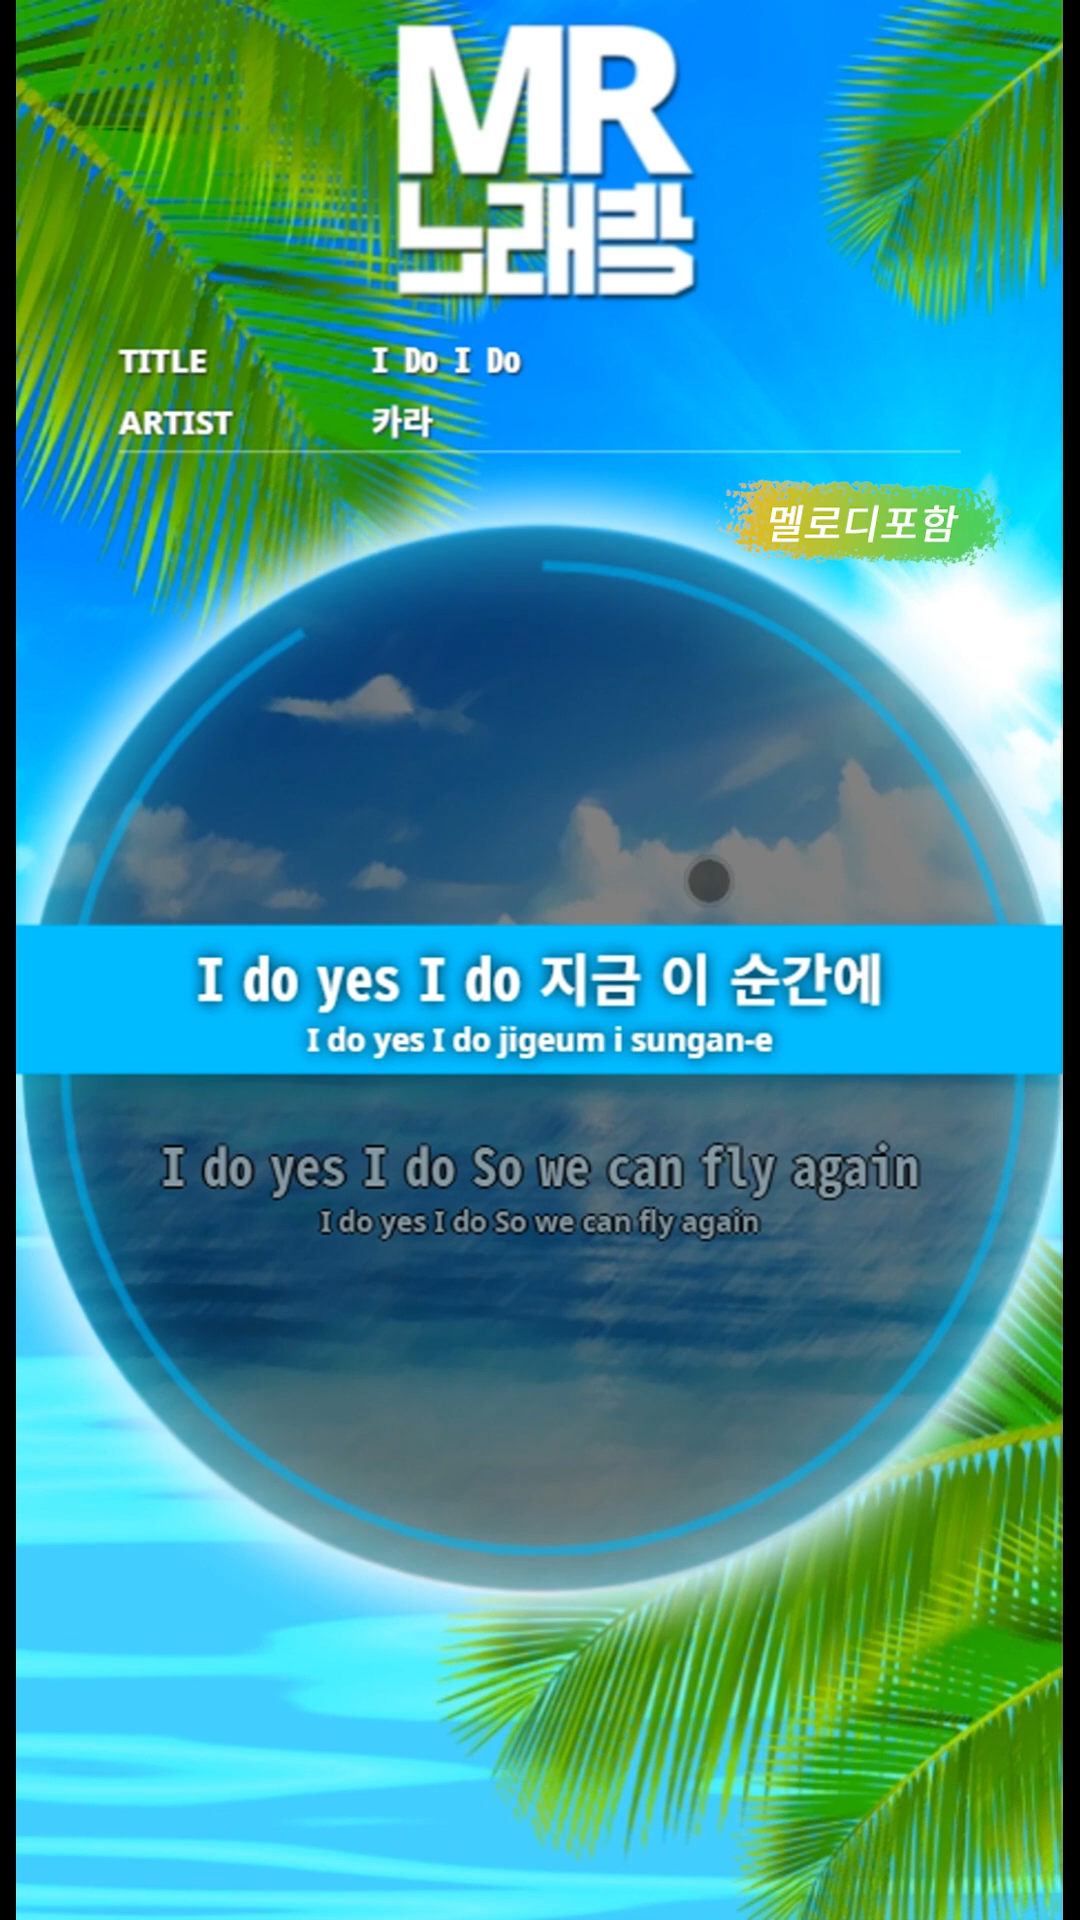 MR
노래방
TITLE I Do I Do
ARTIST 카라
멜로디포함
I do yes I do 지금 이 순간에
I do yes I do jigeum i sungan-e
I do yes I do So we can fly again
I do yes I do So we can fly again